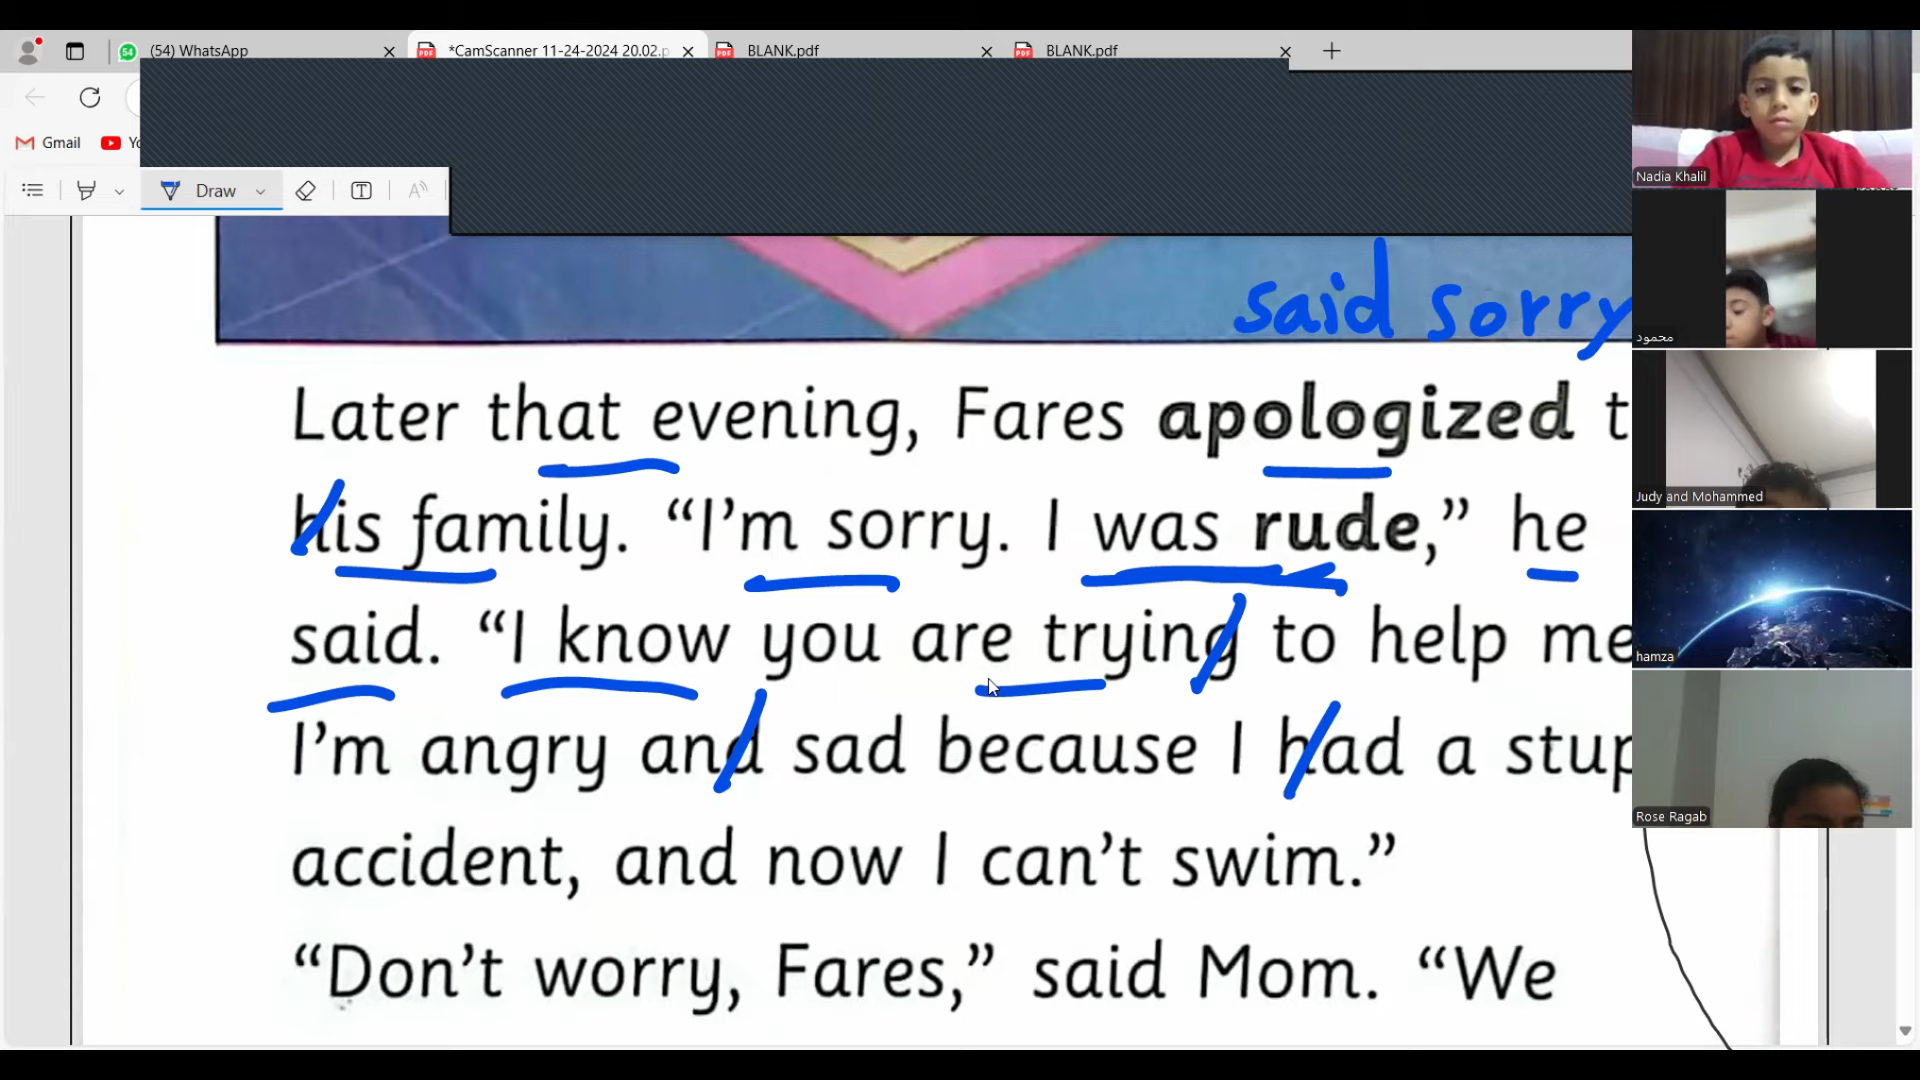 (54) WhatsApp
*CamScanner 11-24-2024 20.02.p
BLANK.pdf
BLANK.pdf
Gmail
Draw
said sorry
Later that evening, Fares apologized t
his family. “I’m sorry. I was rude,” he
said. “I know you are trying to help me
I’m angry and sad because I had a stup
accident, and now I can’t swim.”
“Don’t worry, Fares,” said Mom. “We
Nadia Khalil
محمود
Judy and Mohammed
hamza
Rose Ragab